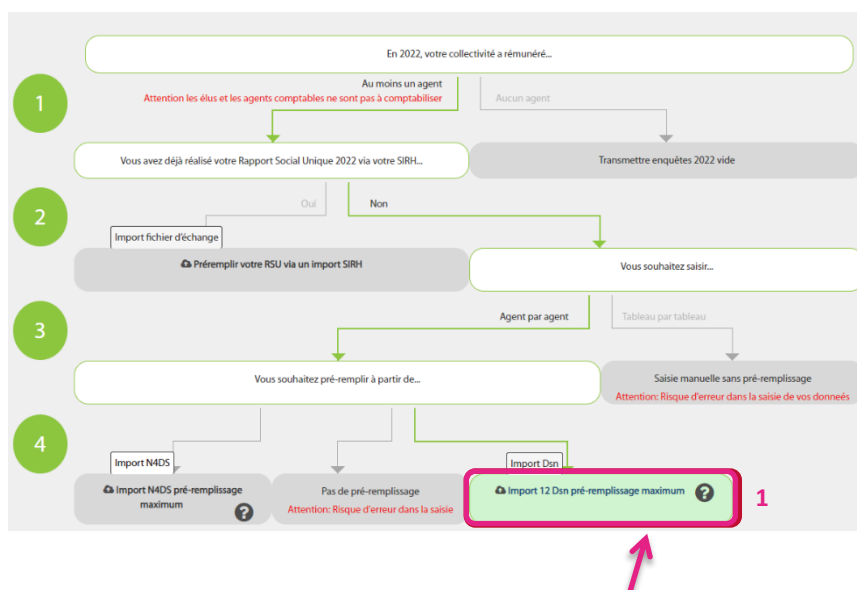 En 2022, votre collectivité a rémunéré...
1
Au moins un agent
Attention les élus et les agents comptables ne sont pas à comptabiliser
Aucun agent
Vous avez déjà réalisé votre Rapport Social Unique 2022 via votre SIRH...
Transmettre enquêtes 2022 vide
2
Oui
Non
Import fichier d'échange
Préremplir votre RSU via un import SIRH
Vous souhaitez saisir...
3
Agent par agent
Tableau par tableau
Vous souhaitez pré-remplir à partir de...
Saisie manuelle sans pré-remplissage
Attention: Risque d'erreur dans la saisie de vos donneés
4
Import N4DS
Import N4DS pré-remplissage
maximum
?
Pas de pré-remplissage
Attention: Risque d'erreur dans la saisie
Import Dsn
Import 12 Dsn pré-remplissage maximum
?
1